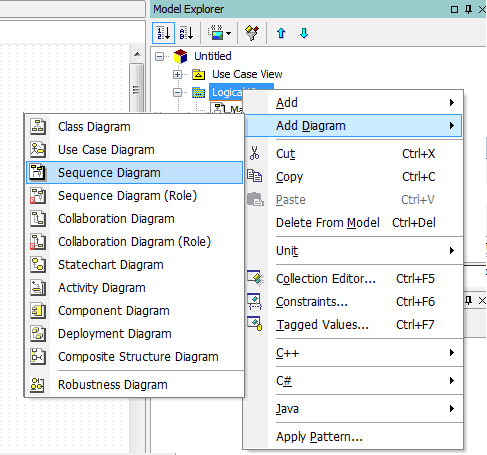 Model Explorer
Untitled
Use Case View
Logical
Ma
Add
Add Diagram
Cut Ctrl+X
Copy Ctrl+C
Paste Ctrl+V
Delete From Model Ctrl+Del
Unit
Collection Editor... Ctrl+F5
Constraints... Ctrl+F6
Tagged Values... Ctrl+F7
C++
C#
Java
Apply Pattern...
Class Diagram
Use Case Diagram
Sequence Diagram
Sequence Diagram (Role)
Collaboration Diagram
Collaboration Diagram (Role)
Statechart Diagram
Activity Diagram
Component Diagram
Deployment Diagram
Composite Structure Diagram
Robustness Diagram